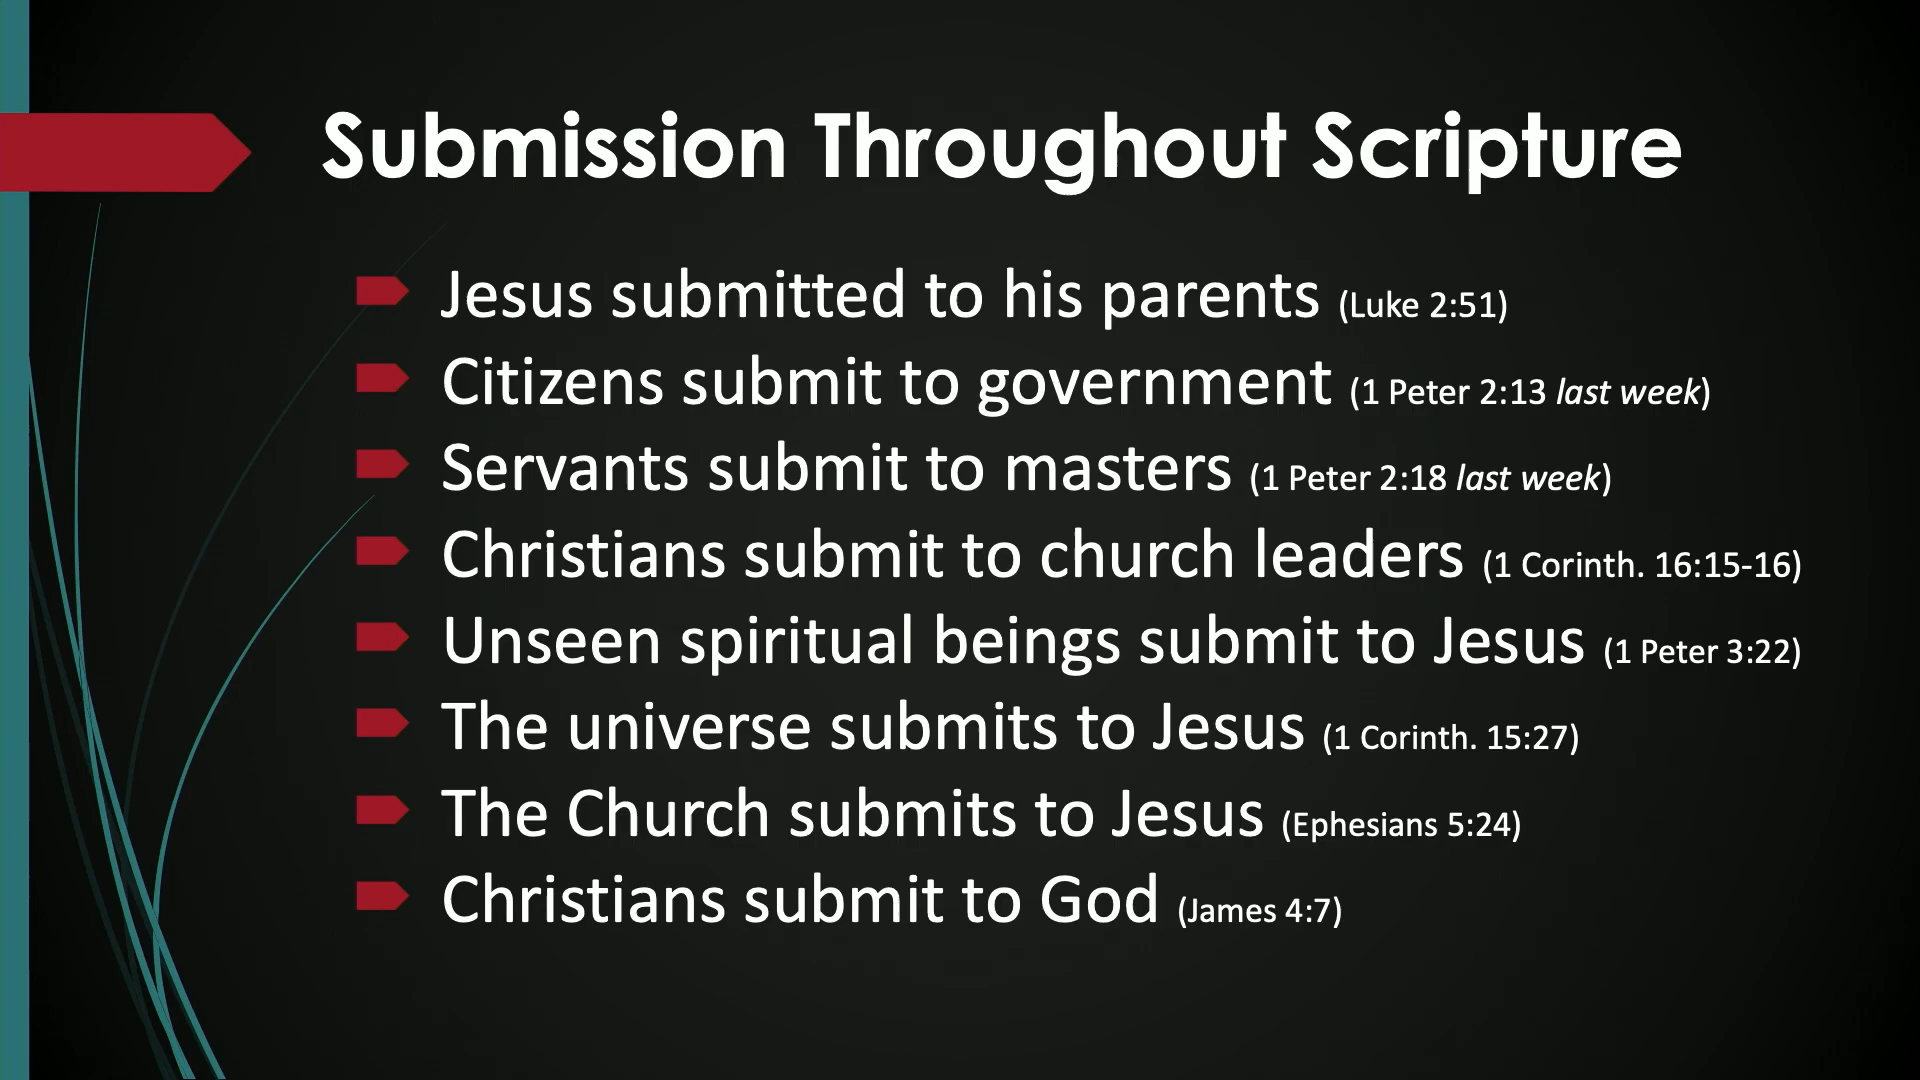 Submission Throughout Scripture
Jesus submitted to his parents (Luke 2:51)
Citizens submit to government (1 Peter 2:13 last week)
Servants submit to masters (1 Peter 2:18 last week)
Christians submit to church leaders (1 Corinth. 16:15-16)
Unseen spiritual beings submit to Jesus (1 Peter 3:22)
The universe submits to Jesus (1 Corinth. 15:27)
The Church submits to Jesus (Ephesians 5:24)
Christians submit to God (James 4:7)